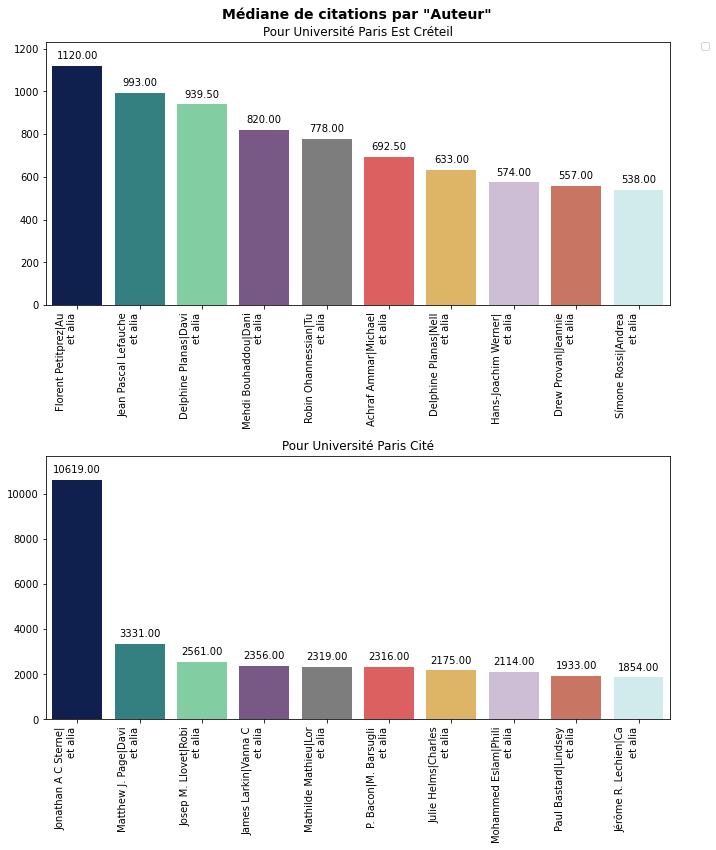 Médiane de citations par "Auteur"
Pour Université Paris Est Créteil
1200
1000
800
600
400
200
0
1120.00
993.00
939.50
820.00
778.00
692.50
633.00
574.00
557.00
538.00
Florent Petitprez|Au
et alia
Jean Pascal Lefauche
et alia
Delphine Planas|Davi
et alia
Mehdi Bouhaddou|Dani
et alia
Robin Ohannessian|Tu
et alia
Achraf Ammar|Michael
et alia
Delphine Planas|Nell
et alia
Hans-Joachim Werner|
et alia
Drew Provan|Jeannie
et alia
Símone Rossi|Andrea
et alia
Pour Université Paris Cité
10000
8000
6000
4000
2000
0
10619.00
3331.00
2561.00
2356.00
2319.00
2316.00
2175.00
2114.00
1933.00
1854.00
Jonathan A C Sterne|
et alia
Matthew J. Page|Davi
et alia
Josep M. Llovet|Robi
et alia
James Larkin|Vanna C
et alia
Mathilde Mathieu|Lor
et alia
P. Bacon|M. Barsugli
et alia
Julie Helms|Charles
et alia
Mohammed Eslam|Phili
et alia
Paul Bastard|Lindsey
et alia
Jérôme R. Lechien|Ca
et alia